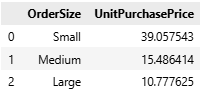 OrderSize UnitPurchasePrice
0 Small 39.057543
1 Medium 15.486414
2 Large 10.777625